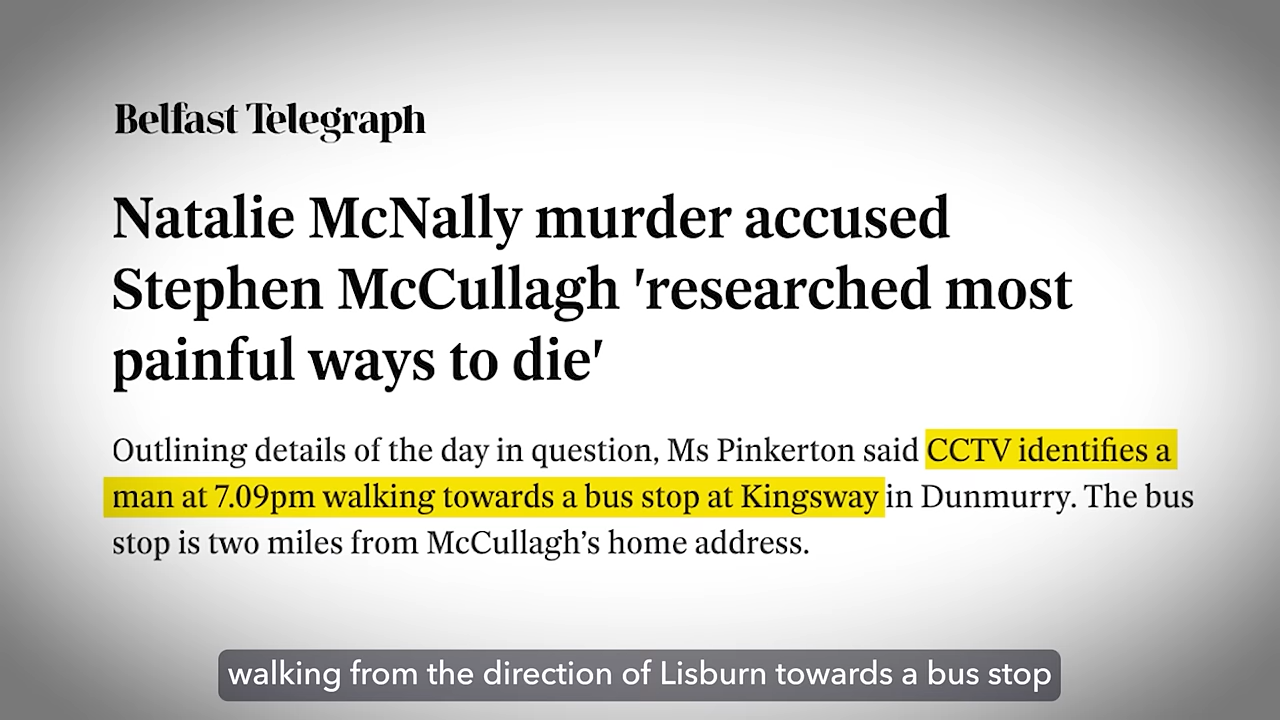 Belfast Telegraph
Natalie McNally murder accused
Stephen McCullagh 'researched most
painful ways to die'
Outlining details of the day in question, Ms Pinkerton said CCTV identifies a
man at 7.09pm walking towards a bus stop at Kingsway in Dunmurry. The bus
stop is two miles from McCullagh’s home address.
walking from the direction of Lisburn towards a bus stop